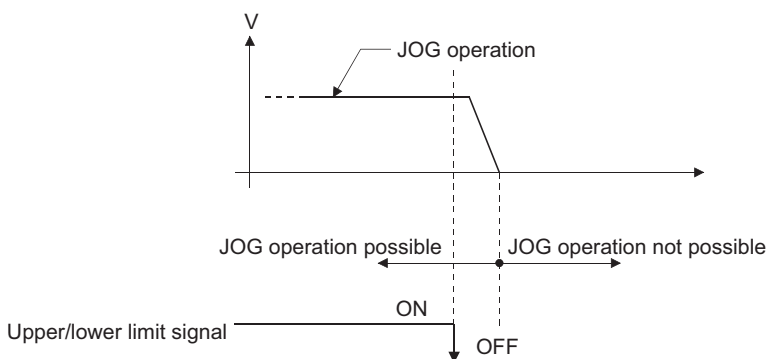 V
JOG operation
JOG operation possible
JOG operation not possible
ON
Upper/lower limit signal
OFF